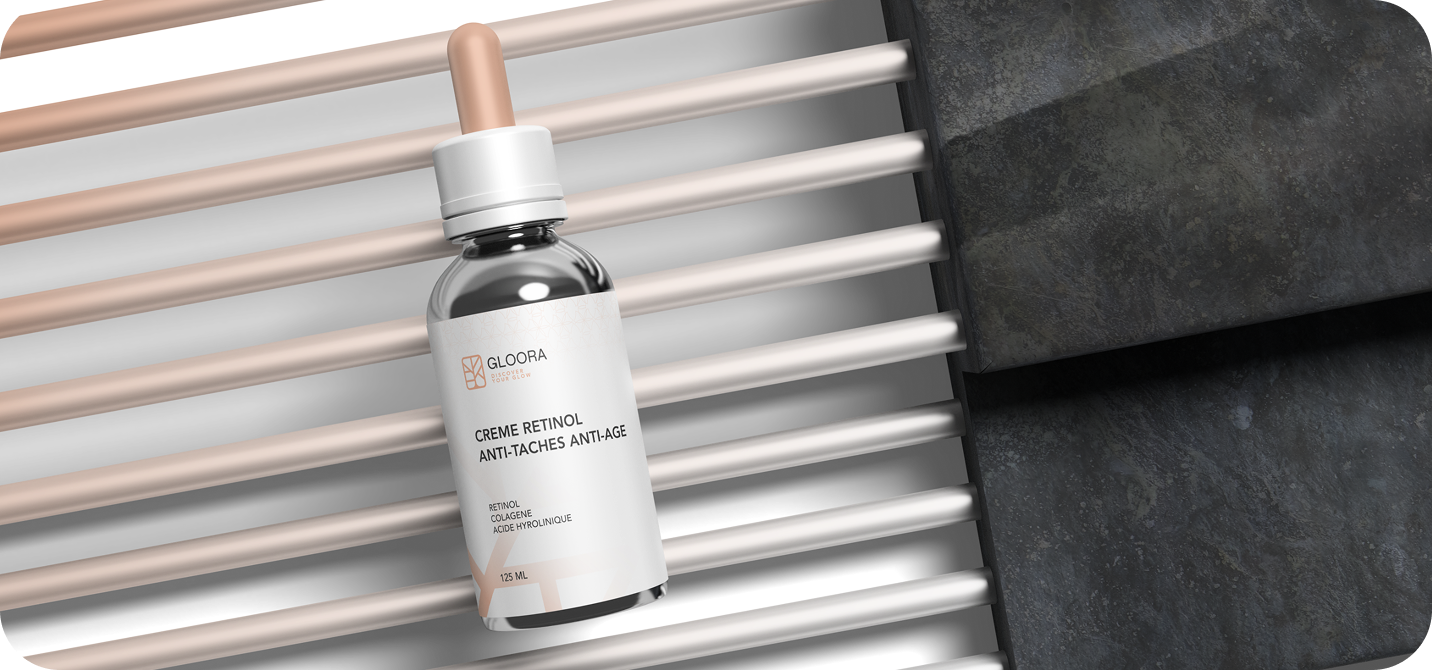 GLOORA
DISCOVER
YOUR GLOW
CREME RETINOL
ANTI-TACHES ANTI-AGE
RETINOL
COLAGENE
ACIDE HYROLINIQUE
125 ML